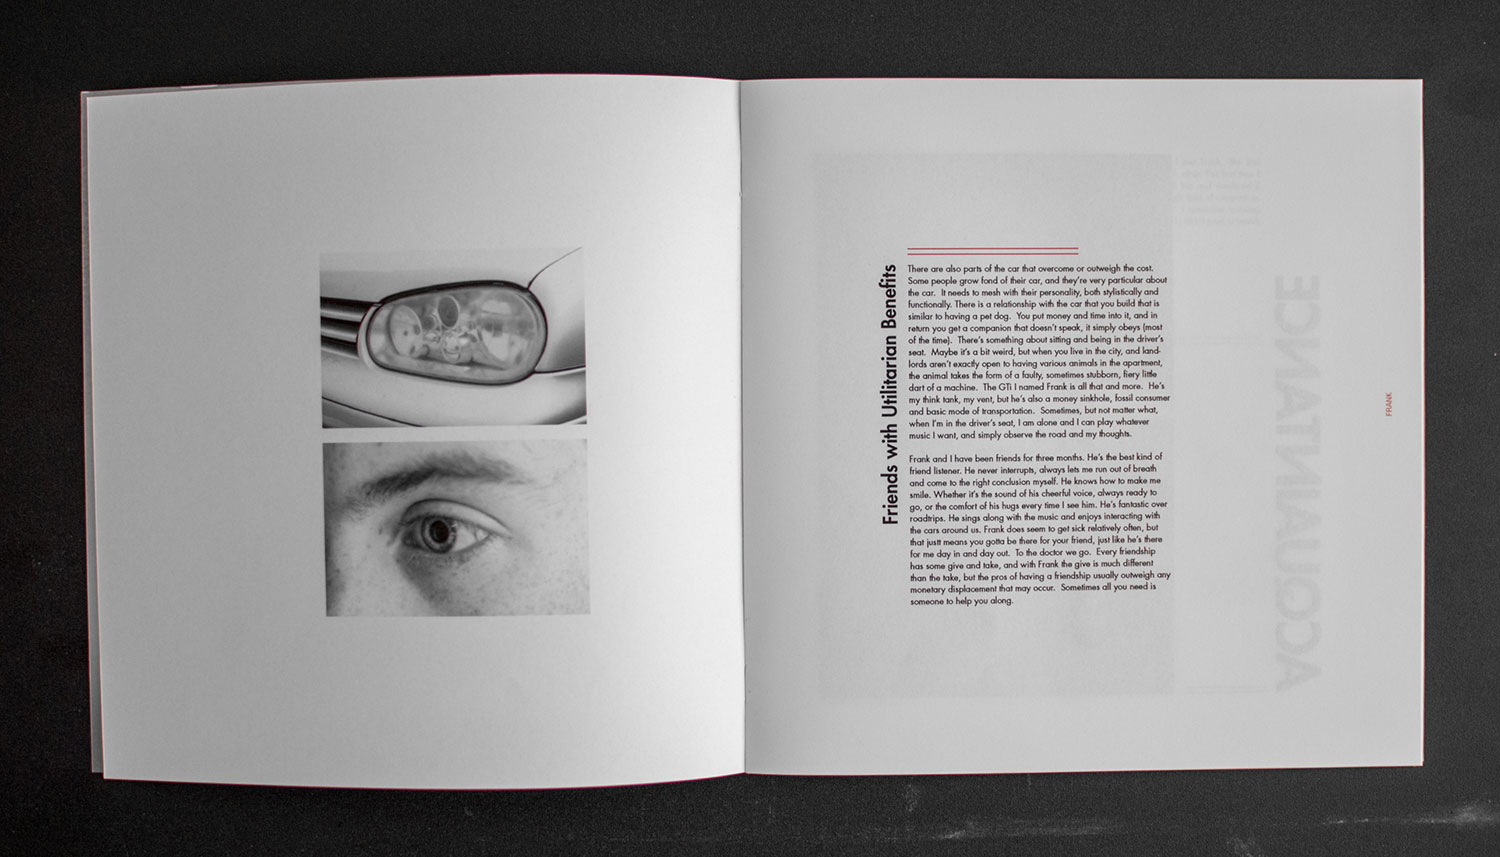 Friends with Utilitarian Benefits
There are also parts of the car that overcome or outweigh the cost.
Some people grow fond of their car, and they're very particular about
the car.  It needs to mesh with their personality, both stylistically and
functionally. There is a relationship with the car that you build that is
similar to having a pet dog.  You put money and time into it, and in
return you get a companion that doesn't speak, it simply obeys (most
of the time).  There's something about sitting and being in the driver's
seat.  Maybe it's a bit weird, but when you live in the city, and land-
lords aren't exactly open to having various animals in the apartment,
the animal takes the form of a faulty, sometimes stubborn, fiery little
dart of a machine.  The GTi I named Frank is all that and more.  He's
my think tank, my vent, but he's also a money sinkhole, fossil consumer
and basic mode of transportation.  Sometimes, but not matter what,
when I'm in the driver's seat, I am alone and I can play whatever
music I want, and simply observe the road and my thoughts.
Frank and I have been friends for three months. He's the best kind of
friend listener. He never interrupts, always lets me run out of breath
and come to the right conclusion myself. He knows how to make me
smile. Whether it's the sound of his cheerful voice, always ready to
go, or the comfort of his hugs every time I see him. He's fantastic over
roadtrips. He sings along with the music and enjoys interacting with
the cars around us. Frank does seem to get sick relatively often, but
that justt means you gotta be there for your friend, just like he's there
for me day in and day out.  To the doctor we go.  Every friendship
has some give and take, and with Frank the give is much different
than the take, but the pros of having a friendship usually outweigh any
monetary displacement that may occur.  Sometimes all you need is
someone to help you along.
FRANK
ACQUAINTANCE